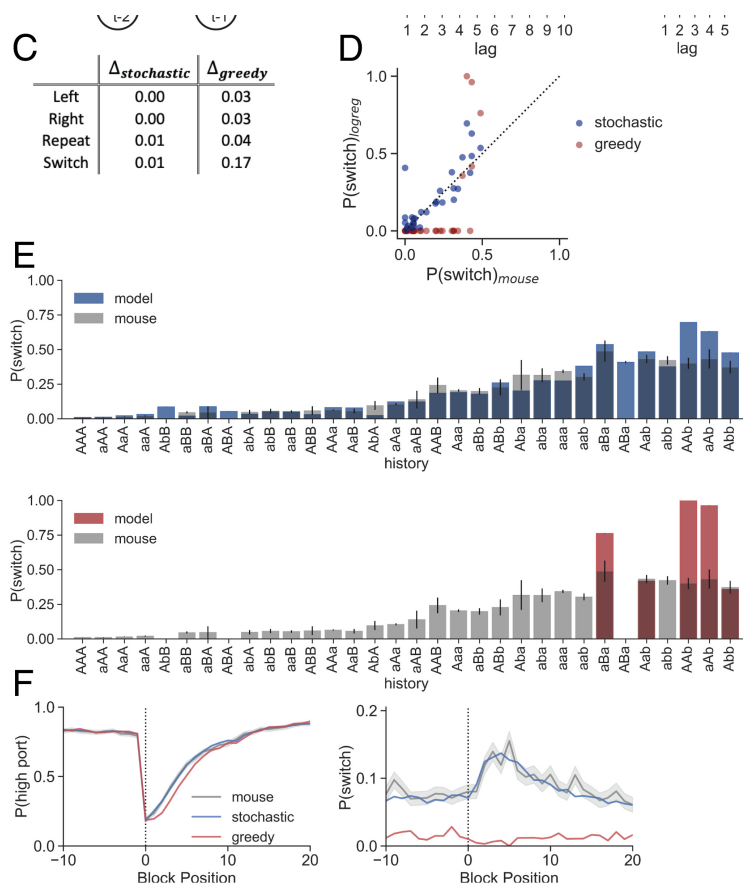 t-2 t-1
1 2 3 4 5 6 7 8 9 10
lag
1 2 3 4 5
lag
C
Δstochastic Δgreedy
Left 0.00 0.03
Right 0.00 0.03
Repeat 0.01 0.04
Switch 0.01 0.17
D
P(switch)logreg
1.0
0.5
0.0
0.0 0.5 1.0
P(switch)mouse
stochastic
greedy
E
P(switch)
1.00
0.75
0.50
0.25
0.00
model
mouse
AAA aAA AaA aaA AbB aBB aBA ABA abA abB aaB ABB AAa AaB AbA aAa aAB AAB Aaa aBb ABb Aba aba aaa aab aBa ABa Aab abb AAb aAb Abb
history
P(switch)
1.00
0.75
0.50
0.25
0.00
model
mouse
AAA aAA AaA aaA AbB aBB aBA ABA abA abB aaB ABB AAa AaB AbA aAa aAB AAB Aaa aBb ABb Aba aba aaa aab aBa ABa Aab abb AAb aAb Abb
history
F
P(high port)
1.0
0.5
0.0
mouse
stochastic
greedy
−10 0 10 20
Block Position
P(switch)
0.2
0.1
0.0
−10 0 10 20
Block Position